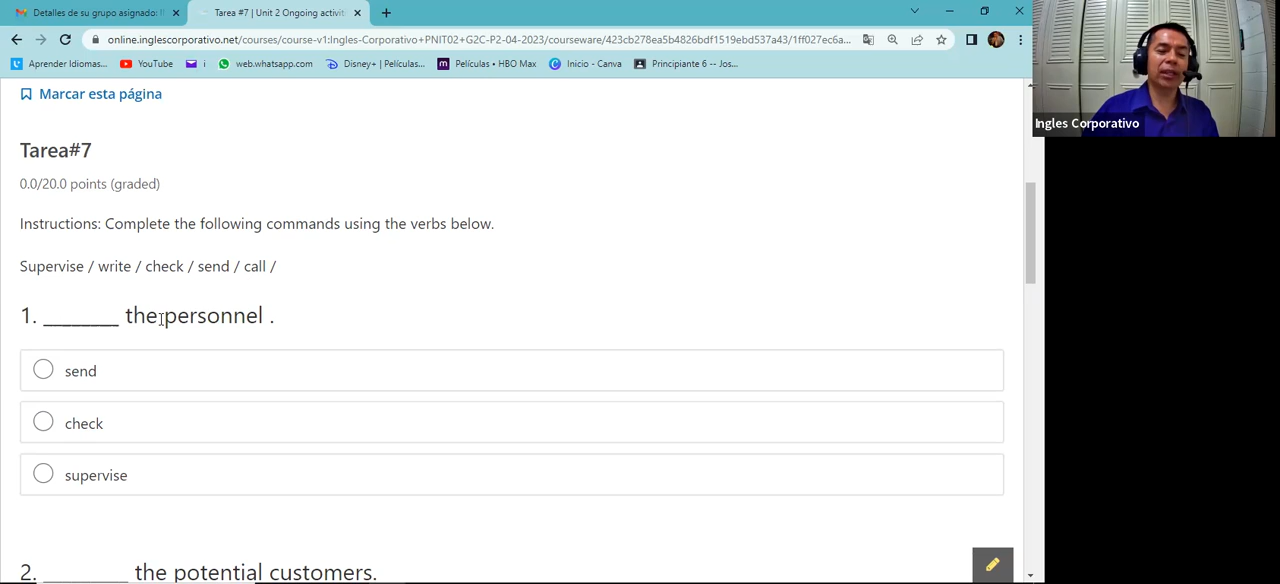 Detalles de su grupo asignado: I
Tarea #7 | Unit 2 Ongoing activit
online.inglescorporativo.net/courses/course-v1:Ingles-Corporativo+PNIT02+G2C-P2-04-2023/courseware/423cb278ea5b4826bdf1519ebd537a43/1ff027ec6a...
Aprender Idiomas...
YouTube
i
web.whatsapp.com
Disney+ | Películas...
Películas • HBO Max
Inicio - Canva
Principiante 6 -- Jos...
Ingles Corporativo
Marcar esta página
Tarea#7
0.0/20.0 points (graded)
Instructions: Complete the following commands using the verbs below.
Supervise / write / check / send / call /
1. ________ the personnel .
send
check
supervise
2. _________ the potential customers.